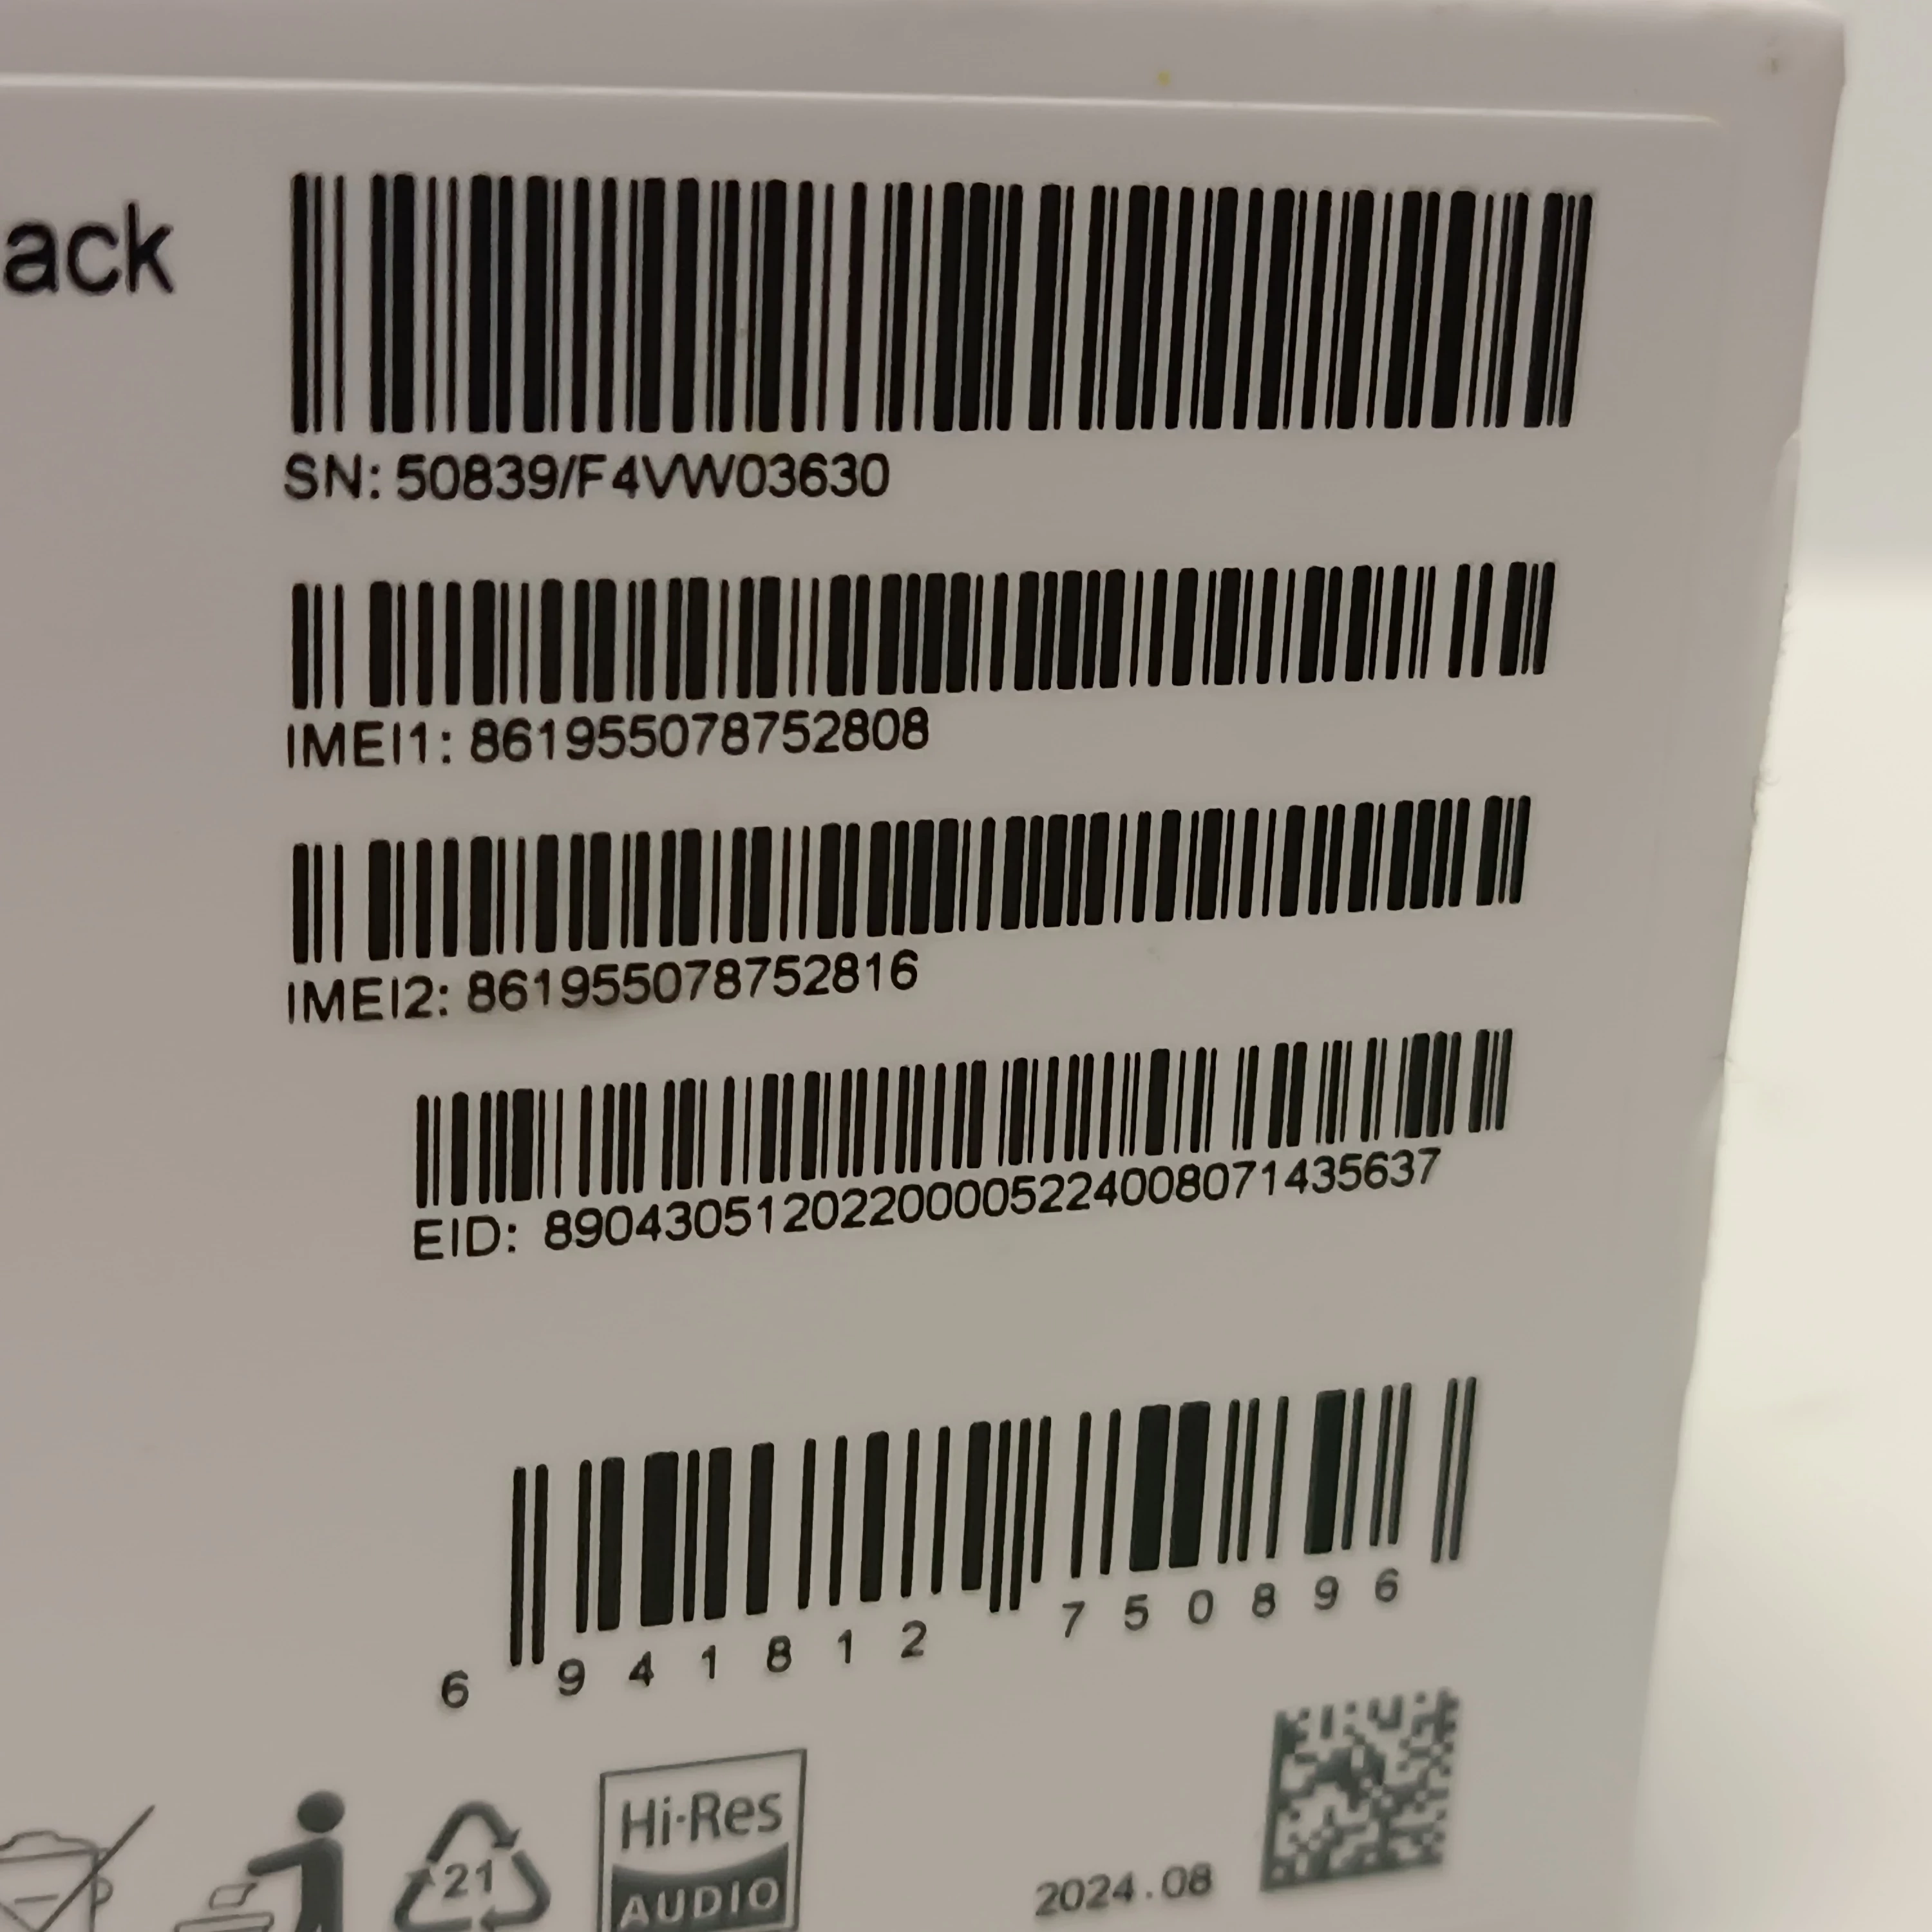 ack
SN: 50839/F4VW03630
IMEI1: 861955078752808
IMEI2: 861955078752816
EID: 89043051202200005224008071435637
6 941812 750896
21
Hi-Res
AUDIO
2024.08